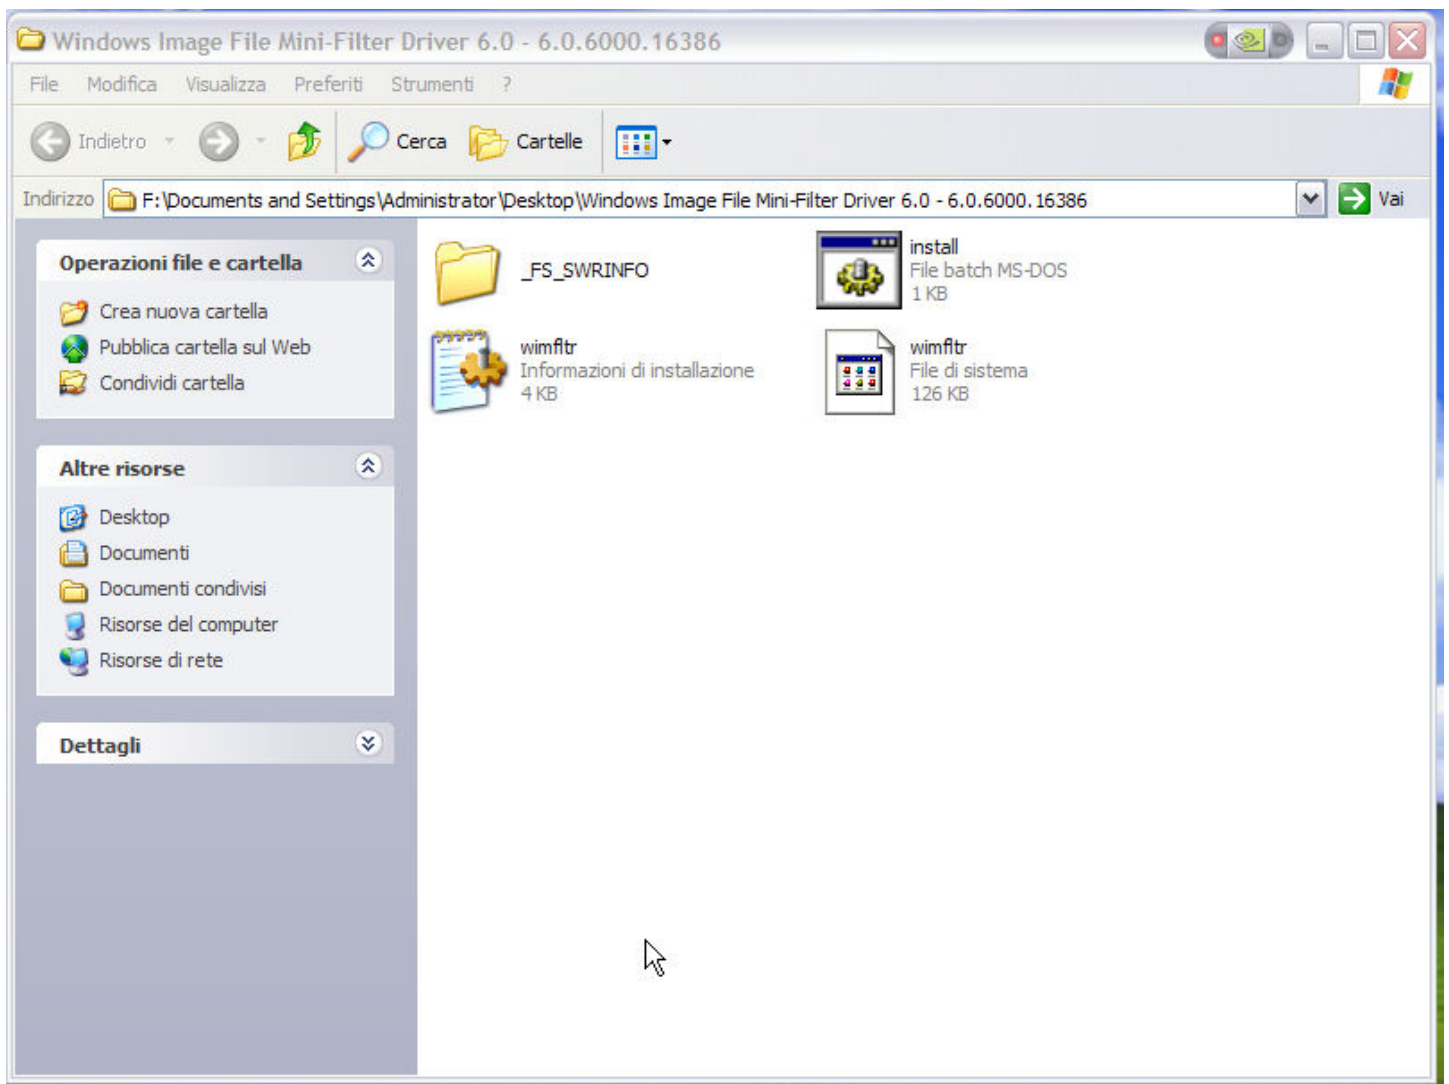 Windows Image File Mini-Filter Driver 6.0 - 6.0.6000.16386
File Modifica Visualizza Preferiti Strumenti ?
Indietro Cerca Cartelle
Indirizzo F:\Documents and Settings\Administrator\Desktop\Windows Image File Mini-Filter Driver 6.0 - 6.0.6000.16386 Vai
Operazioni file e cartella
Crea nuova cartella
Pubblica cartella sul Web
Condividi cartella
Altre risorse
Desktop
Documenti
Documenti condivisi
Risorse del computer
Risorse di rete
Dettagli
_FS_SWRINFO
install
File batch MS-DOS
1 KB
wimfltr
Informazioni di installazione
4 KB
wimfltr
File di sistema
126 KB